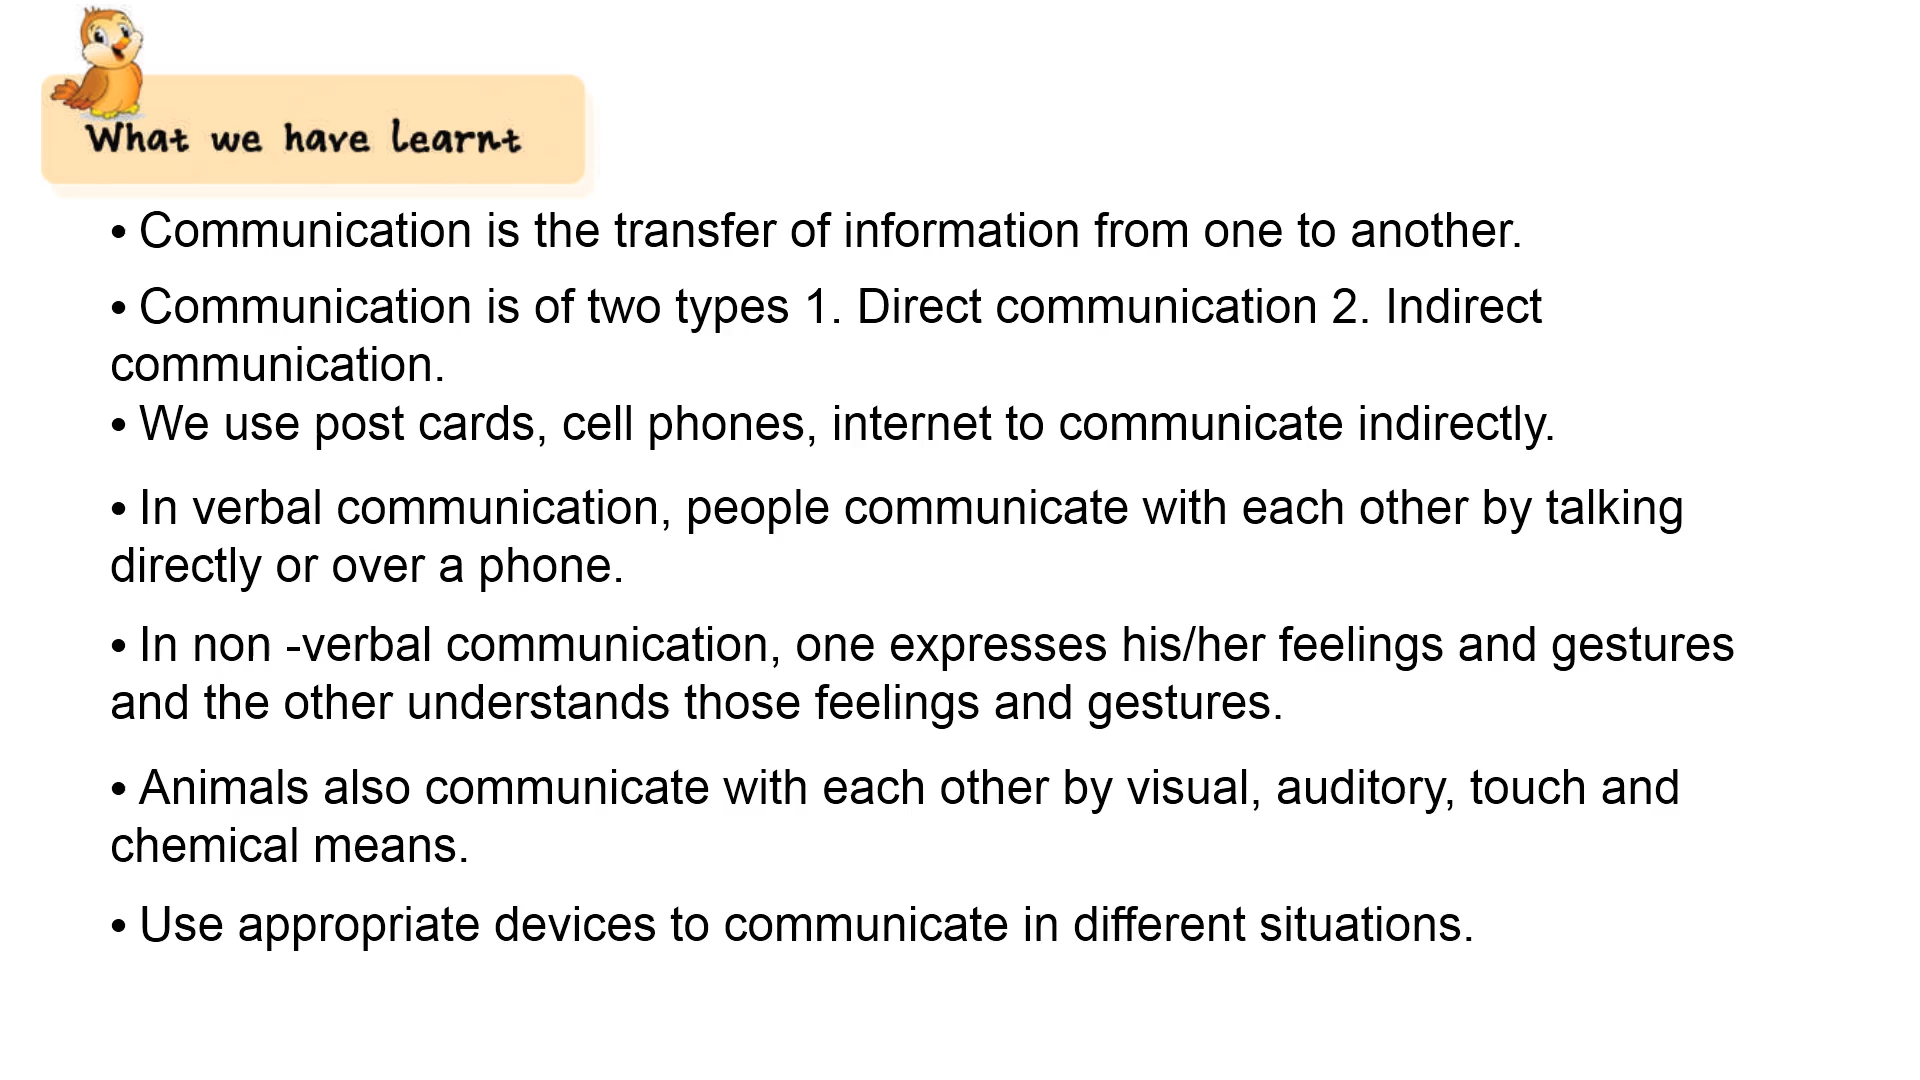 What we have learnt
• Communication is the transfer of information from one to another.
• Communication is of two types 1. Direct communication 2. Indirect
communication.
• We use post cards, cell phones, internet to communicate indirectly.
• In verbal communication, people communicate with each other by talking
directly or over a phone.
• In non -verbal communication, one expresses his/her feelings and gestures
and the other understands those feelings and gestures.
• Animals also communicate with each other by visual, auditory, touch and
chemical means.
• Use appropriate devices to communicate in different situations.